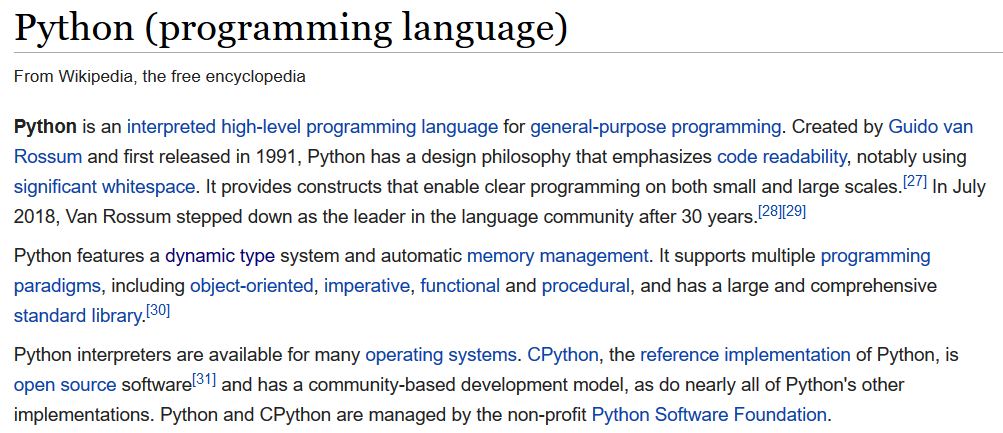 Python (programming language)
From Wikipedia, the free encyclopedia
Python is an interpreted high-level programming language for general-purpose programming. Created by Guido van
Rossum and first released in 1991, Python has a design philosophy that emphasizes code readability, notably using
significant whitespace. It provides constructs that enable clear programming on both small and large scales.[27] In July
2018, Van Rossum stepped down as the leader in the language community after 30 years.[28][29]
Python features a dynamic type system and automatic memory management. It supports multiple programming
paradigms, including object-oriented, imperative, functional and procedural, and has a large and comprehensive
standard library.[30]
Python interpreters are available for many operating systems. CPython, the reference implementation of Python, is
open source software[31] and has a community-based development model, as do nearly all of Python's other
implementations. Python and CPython are managed by the non-profit Python Software Foundation.